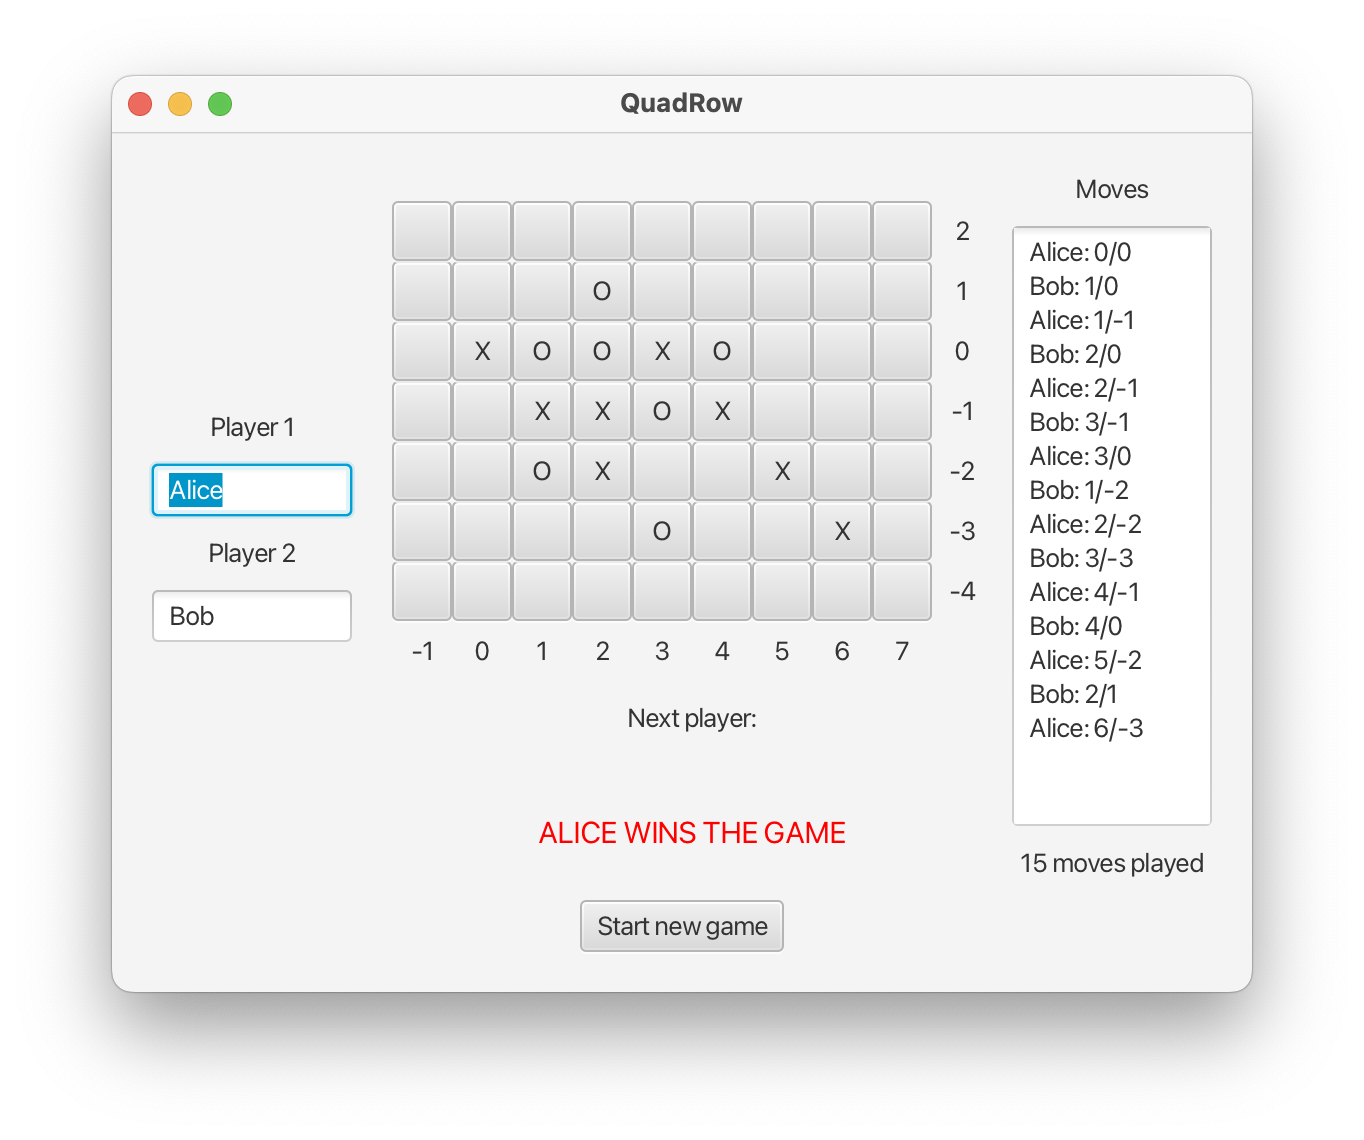 QuadRow
Player 1
Alice
Player 2
Bob
2
O
1
X O O X O
0
X X O X
-1
O X X
-2
O X
-3
-4
-1 0 1 2 3 4 5 6 7
Next player:
ALICE WINS THE GAME
Start new game
Moves
Alice: 0/0
Bob: 1/0
Alice: 1/-1
Bob: 2/0
Alice: 2/-1
Bob: 3/-1
Alice: 3/0
Bob: 1/-2
Alice: 2/-2
Bob: 3/-3
Alice: 4/-1
Bob: 4/0
Alice: 5/-2
Bob: 2/1
Alice: 6/-3
15 moves played